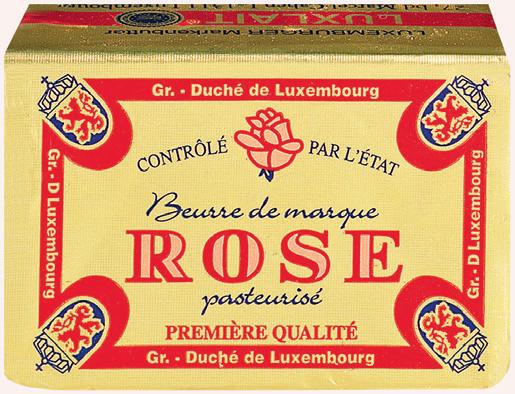 LUXLAIT
LUXEMBURGER Markenbutter
Gr. - Duché de Luxembourg
CONTRÔLÉ PAR L'ÉTAT
Gr. - D Luxembourg
Gr. - D Luxembourg
Beurre de marque
ROSE
pasteurisé
PREMIÈRE QUALITÉ
Gr. - Duché de Luxembourg